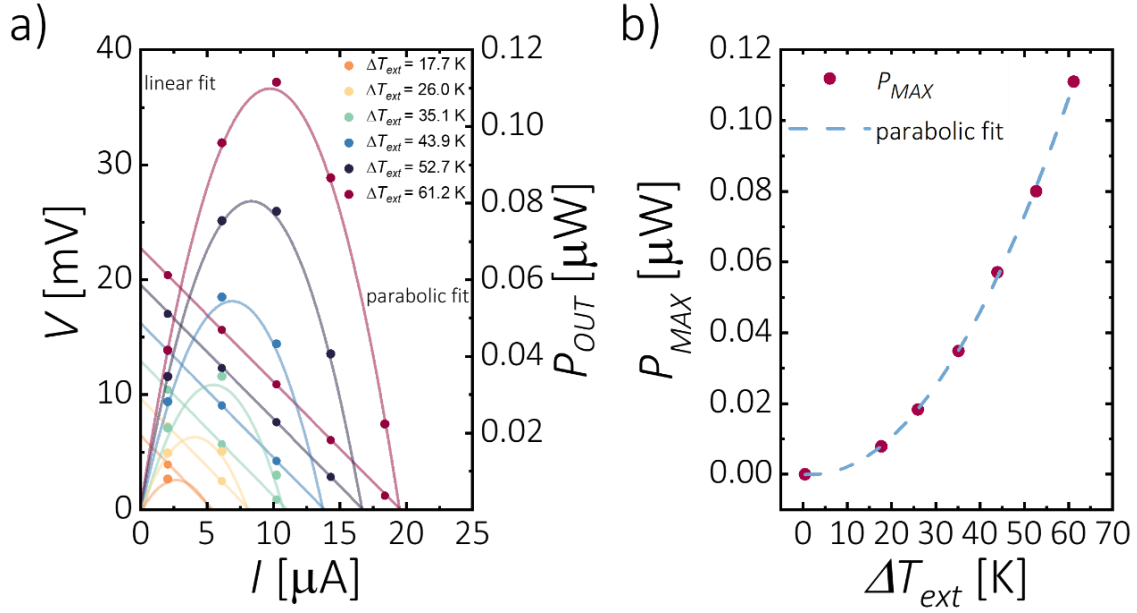 a)
V [mV]
40
30
20
10
0
linear fit
ΔText = 17.7 K
ΔText = 26.0 K
ΔText = 35.1 K
ΔText = 43.9 K
ΔText = 52.7 K
ΔText = 61.2 K
parabolic fit
0.12
0.10
0.08
0.06
0.04
0.02
POUT [μW]
0 5 10 15 20 25
I [μA]
b)
PMAX [μW]
0.12
0.10
0.08
0.06
0.04
0.02
0.00
PMAX
parabolic fit
0 10 20 30 40 50 60 70
ΔText [K]